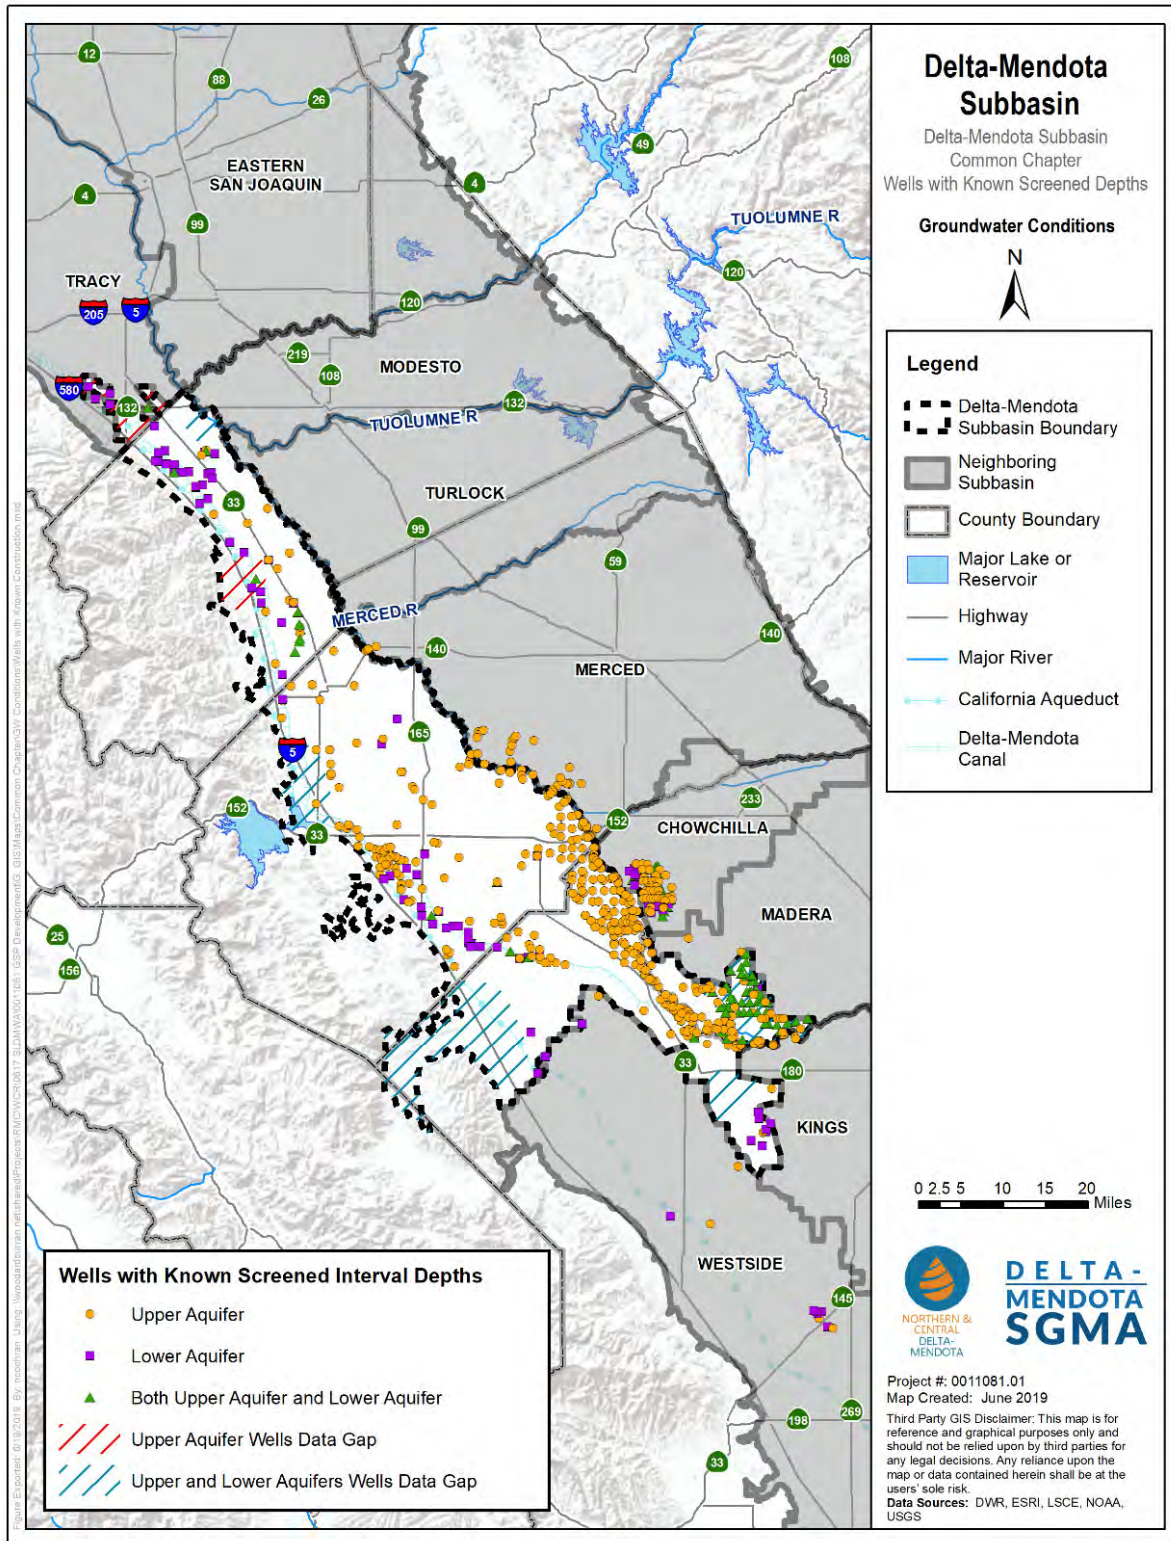 Delta-Mendota
Subbasin
Delta-Mendota Subbasin
Common Chapter
Wells with Known Screened Depths
Groundwater Conditions
N
Legend
Delta-Mendota
Subbasin Boundary
Neighboring
Subbasin
County Boundary
Major Lake or
Reservoir
Highway
Major River
California Aqueduct
Delta-Mendota
Canal
0 2.5 5 10 15 20
Miles
NORTHERN &
CENTRAL
DELTA-
MENDOTA
DELTA-
MENDOTA
SGMA
Project #: 0011081.01
Map Created: June 2019
Third Party GIS Disclaimer: This map is for
reference and graphical purposes only and
should not be relied upon by third parties for
any legal decisions. Any reliance upon the
map or data contained herein shall be at the
users' sole risk.
Data Sources: DWR, ESRI, LSCE, NOAA,
USGS
12
88
26
108
49
EASTERN
SAN JOAQUIN
4
4
99
TUOLUMNE R
120
TRACY
205
5
120
219
108
MODESTO
132
580
132
TUOLUMNE R
TURLOCK
33
99
59
MERCED R
140
140
MERCED
165
5
152
33
152
233
CHOWCHILLA
MADERA
25
156
33
180
KINGS
WESTSIDE
145
198
269
33
Wells with Known Screened Interval Depths
Upper Aquifer
Lower Aquifer
Both Upper Aquifer and Lower Aquifer
Upper Aquifer Wells Data Gap
Upper and Lower Aquifers Wells Data Gap